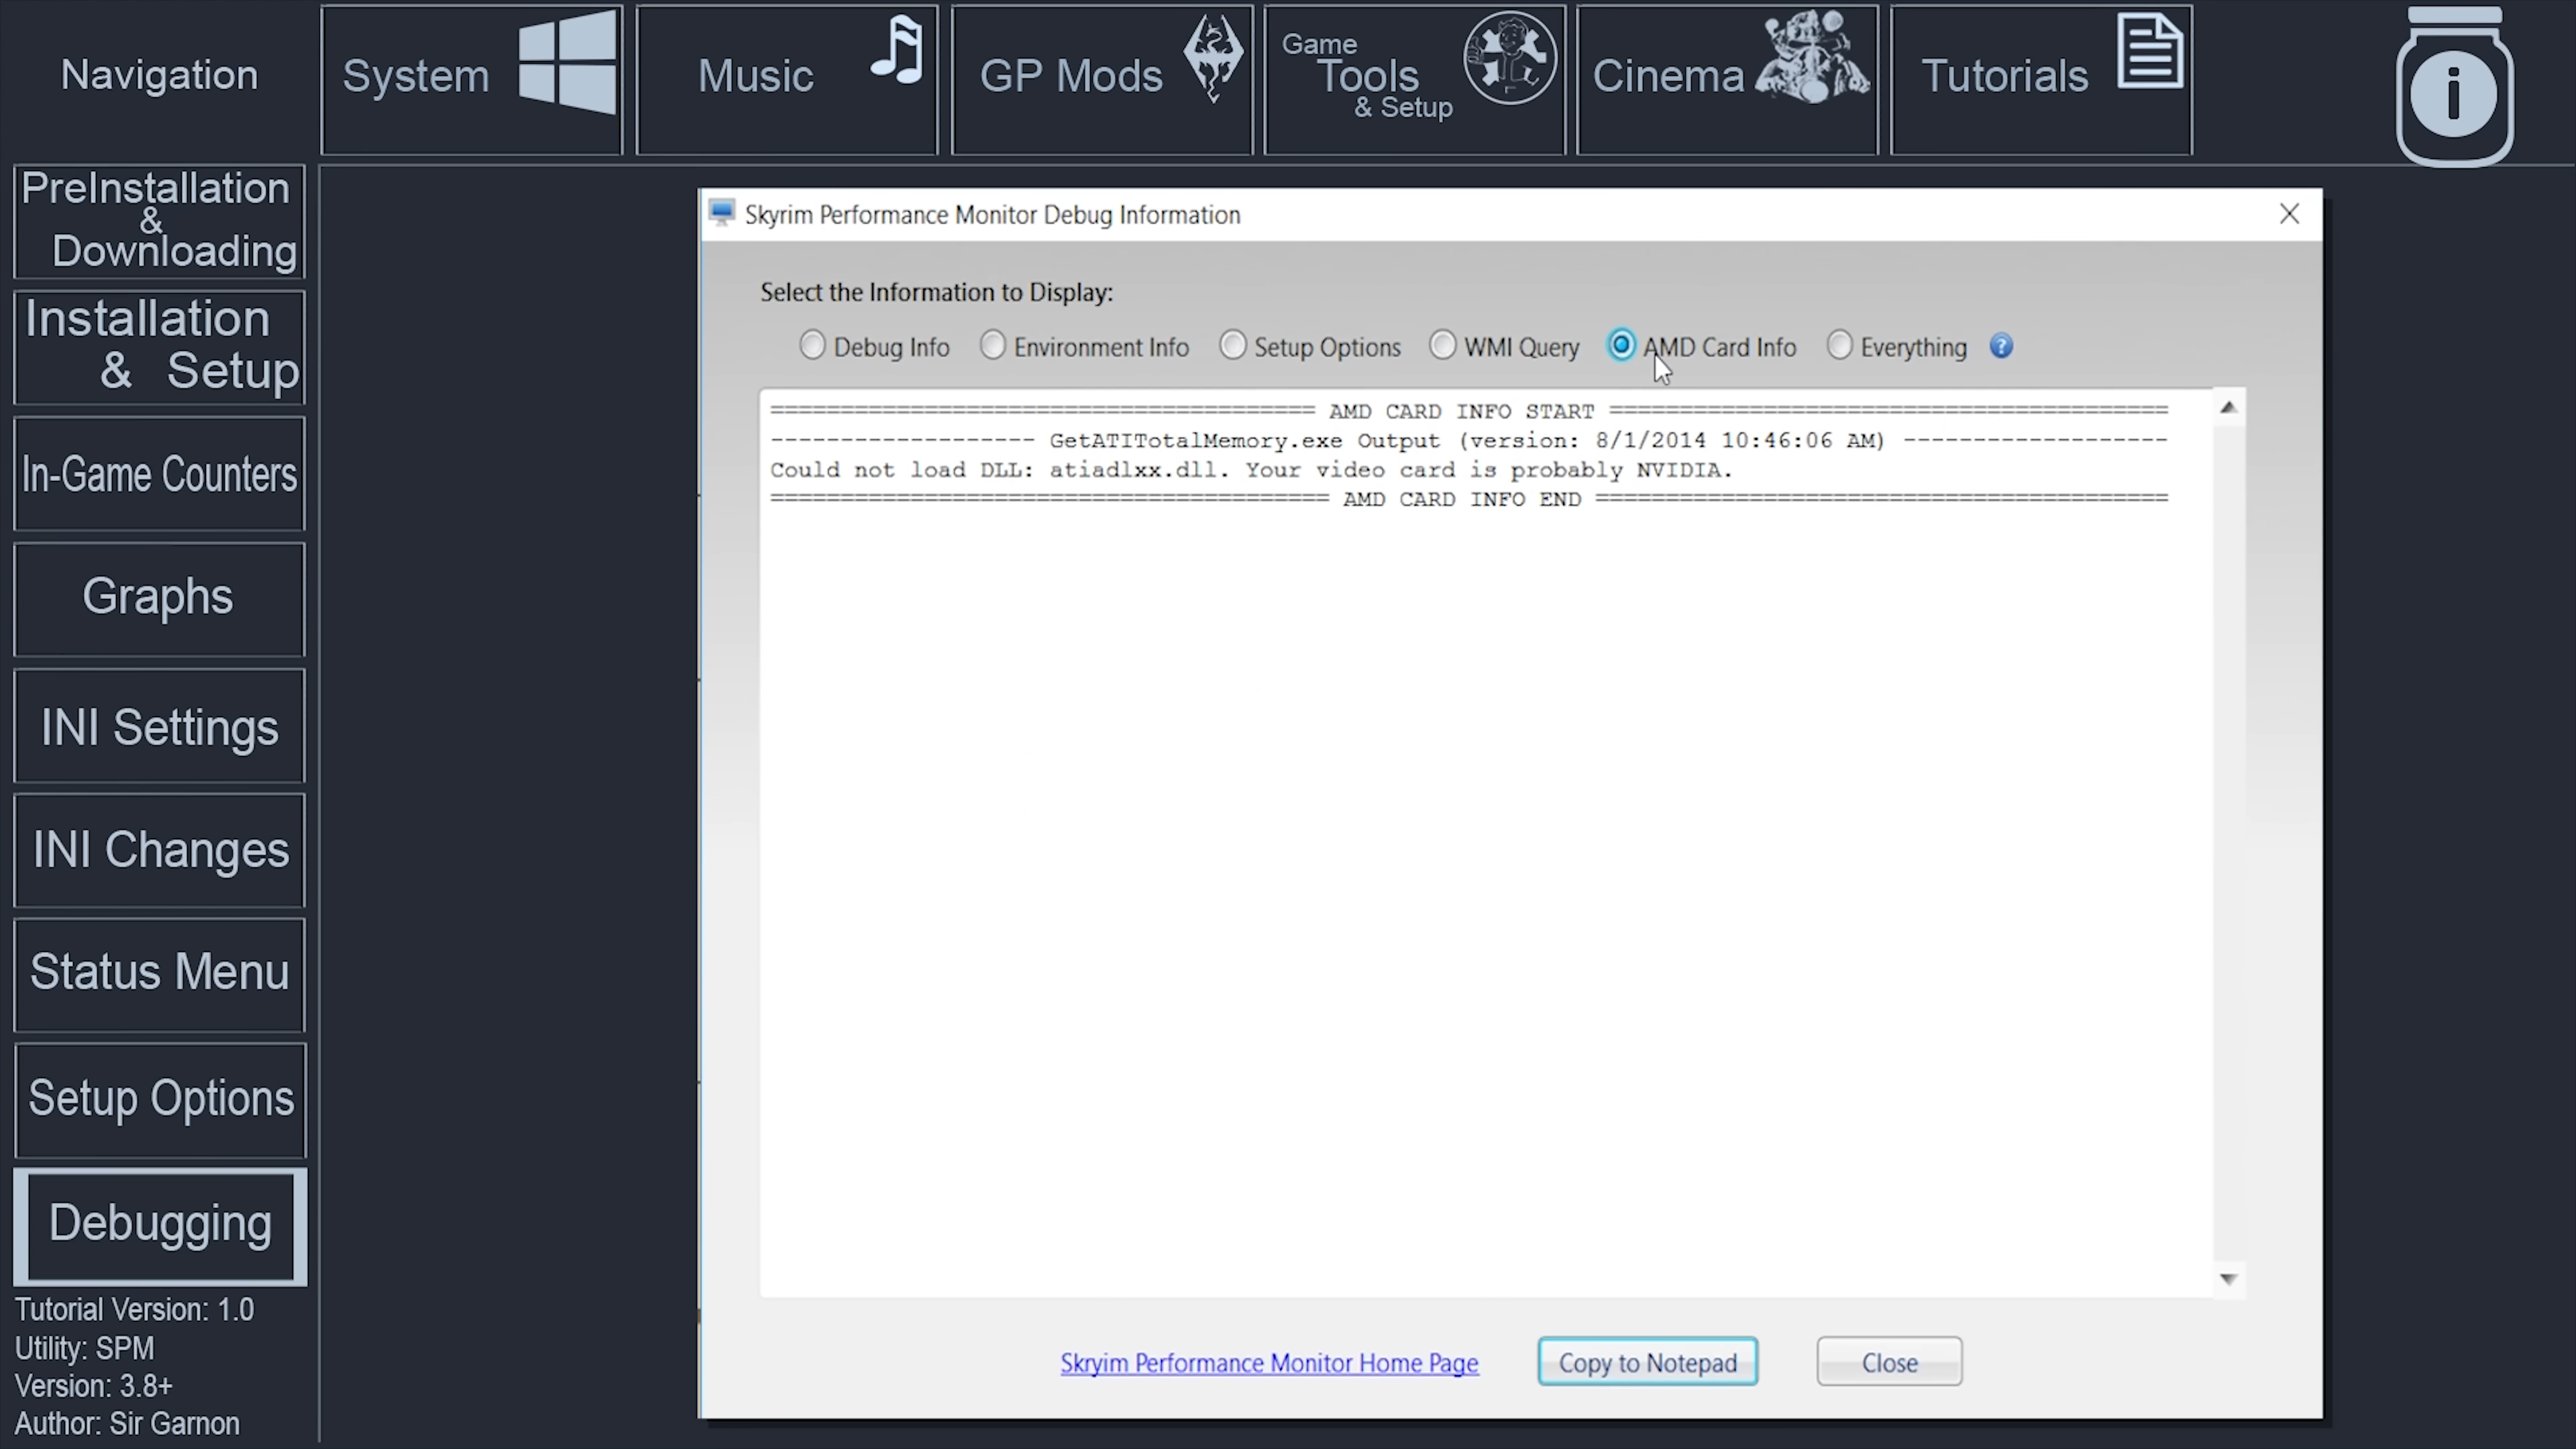 Navigation
System
Music
GP Mods
Game
Tools
& Setup
Cinema
Tutorials
i
PreInstallation
&
Downloading
Installation
& Setup
In-Game Counters
Graphs
INI Settings
INI Changes
Status Menu
Setup Options
Debugging
Tutorial Version: 1.0
Utility: SPM
Version: 3.8+
Author: Sir Garnon
Skyrim Performance Monitor Debug Information
Select the Information to Display:
Debug Info Environment Info Setup Options WMI Query AMD Card Info Everything ?
======================================= AMD CARD INFO START ========================================
------------------- GetATITotalMemory.exe Output (version: 8/1/2014 10:46:06 AM) -------------------
Could not load DLL: atiadlxx.dll. Your video card is probably NVIDIA.
======================================== AMD CARD INFO END =========================================
Skryim Performance Monitor Home Page
Copy to Notepad
Close